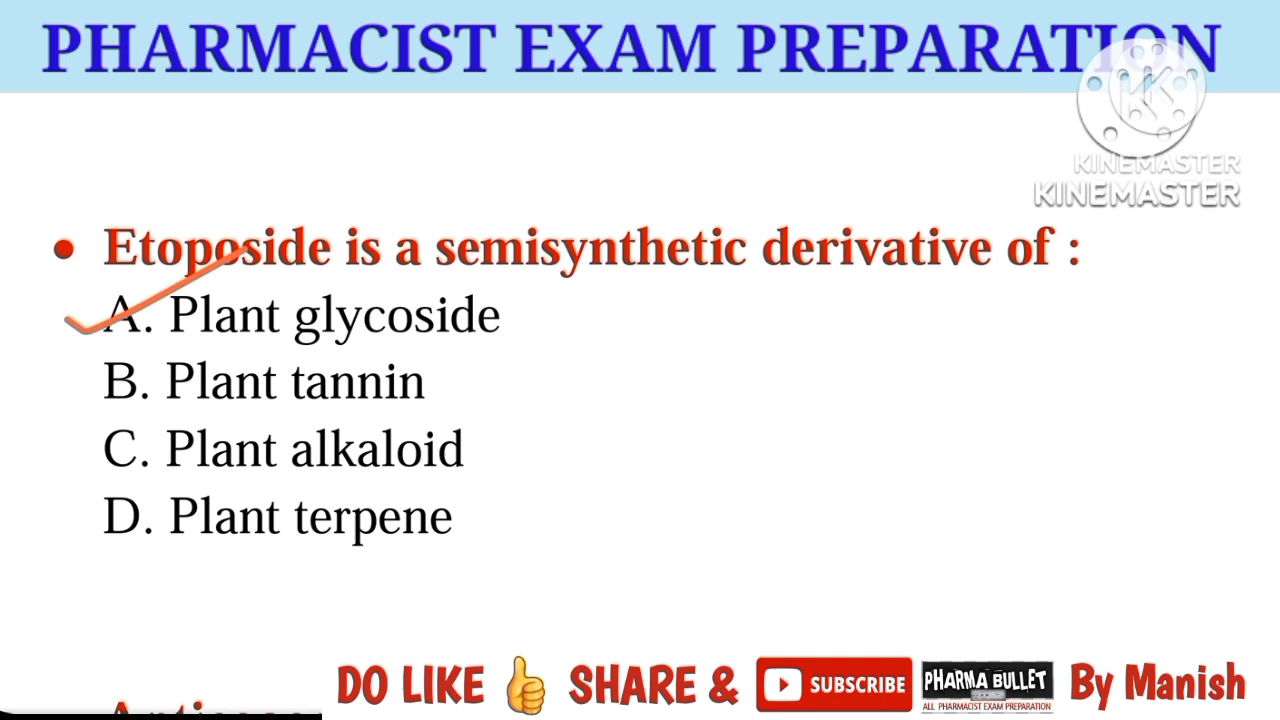 PHARMACIST EXAM PREPARATION
KINEMASTER
KINEMASTER
• Etoposide is a semisynthetic derivative of :
A. Plant glycoside
B. Plant tannin
C. Plant alkaloid
D. Plant terpene
DO LIKE 👍 SHARE & SUBSCRIBE PHARMA BULLET By Manish
ALL PHARMACIST EXAM PREPARATION